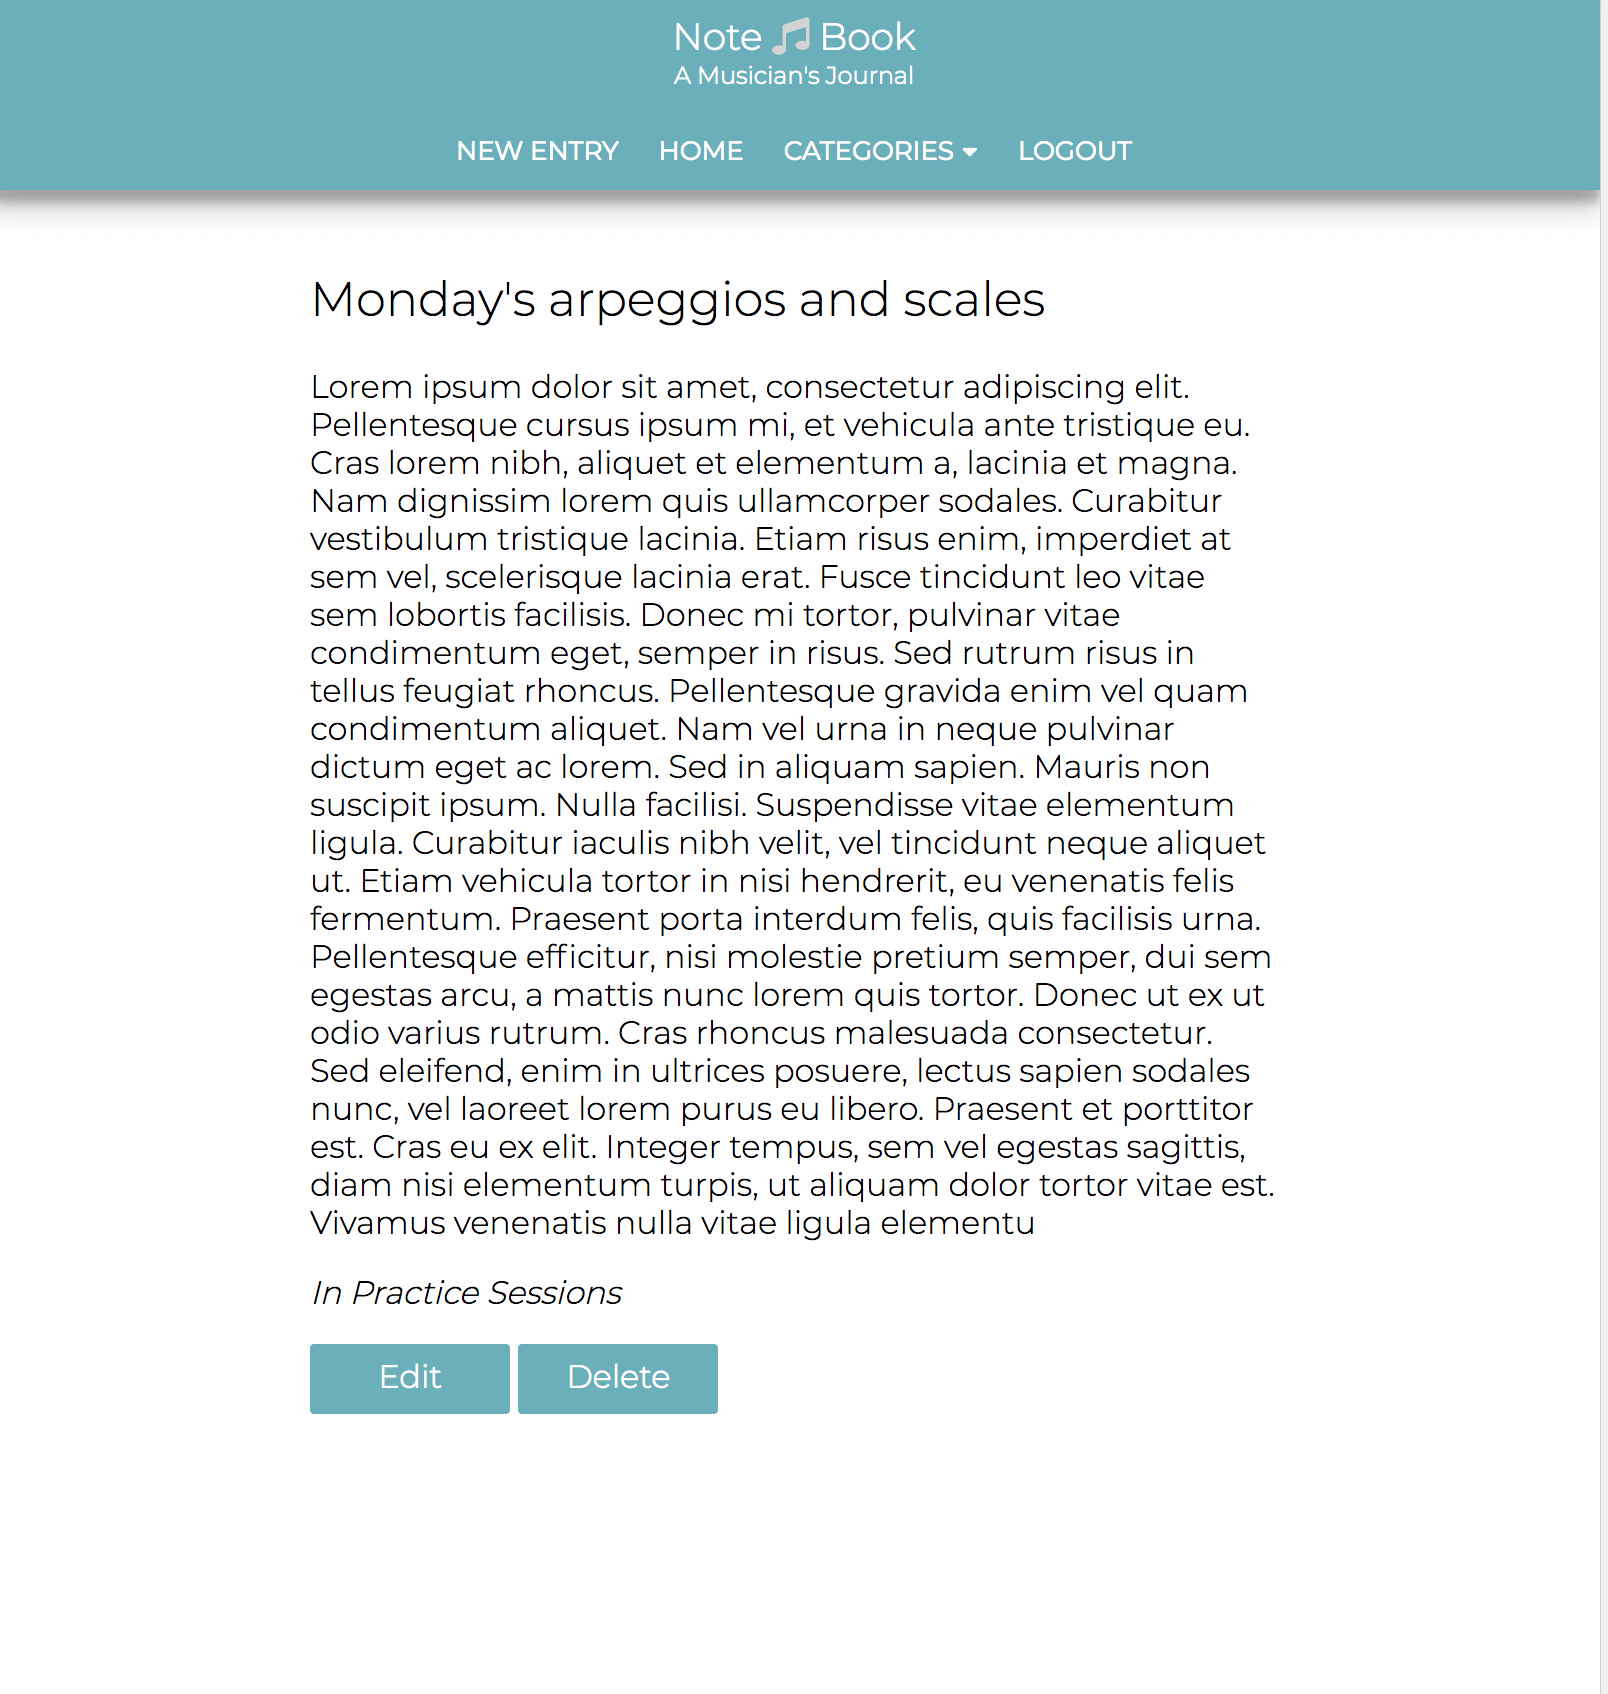 Note Book
A Musician's Journal
NEW ENTRY HOME CATEGORIES LOGOUT
Monday's arpeggios and scales
Lorem ipsum dolor sit amet, consectetur adipiscing elit.
Pellentesque cursus ipsum mi, et vehicula ante tristique eu.
Cras lorem nibh, aliquet et elementum a, lacinia et magna.
Nam dignissim lorem quis ullamcorper sodales. Curabitur
vestibulum tristique lacinia. Etiam risus enim, imperdiet at
sem vel, scelerisque lacinia erat. Fusce tincidunt leo vitae
sem lobortis facilisis. Donec mi tortor, pulvinar vitae
condimentum eget, semper in risus. Sed rutrum risus in
tellus feugiat rhoncus. Pellentesque gravida enim vel quam
condimentum aliquet. Nam vel urna in neque pulvinar
dictum eget ac lorem. Sed in aliquam sapien. Mauris non
suscipit ipsum. Nulla facilisi. Suspendisse vitae elementum
ligula. Curabitur iaculis nibh velit, vel tincidunt neque aliquet
ut. Etiam vehicula tortor in nisi hendrerit, eu venenatis felis
fermentum. Praesent porta interdum felis, quis facilisis urna.
Pellentesque efficitur, nisi molestie pretium semper, dui sem
egestas arcu, a mattis nunc lorem quis tortor. Donec ut ex ut
odio varius rutrum. Cras rhoncus malesuada consectetur.
Sed eleifend, enim in ultrices posuere, lectus sapien sodales
nunc, vel laoreet lorem purus eu libero. Praesent et porttitor
est. Cras eu ex elit. Integer tempus, sem vel egestas sagittis,
diam nisi elementum turpis, ut aliquam dolor tortor vitae est.
Vivamus venenatis nulla vitae ligula elementu
In Practice Sessions
Edit Delete